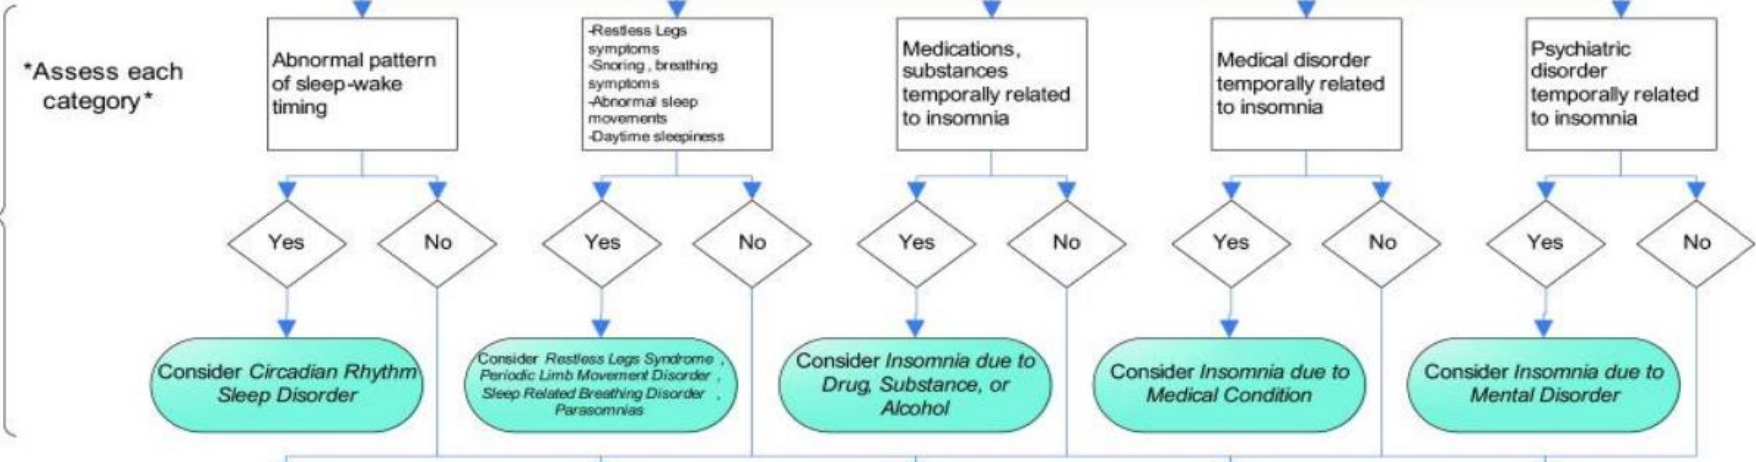 *Assess each
category*
Abnormal pattern
of sleep-wake
timing
-Restless Legs
symptoms
-Snoring, breathing
symptoms
-Abnormal sleep
movements
-Daytime sleepiness
Medications,
substances
temporally related
to insomnia
Medical disorder
temporally related
to insomnia
Psychiatric
disorder
temporally related
to insomnia
Yes
No
Yes
No
Yes
No
Yes
No
Yes
No
Consider Circadian Rhythm
Sleep Disorder
Consider Restless Legs Syndrome,
Periodic Limb Movement Disorder,
Sleep Related Breathing Disorder,
Parasomnias
Consider Insomnia due to
Drug, Substance, or
Alcohol
Consider Insomnia due to
Medical Condition
Consider Insomnia due to
Mental Disorder